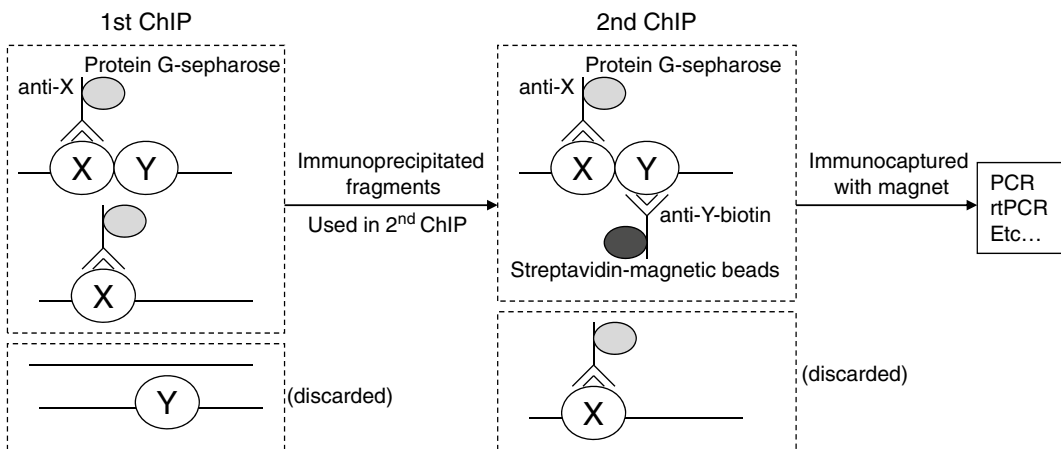 1st ChIP
Protein G-sepharose
anti-X
X
Y
X
Y
(discarded)
Immunoprecipitated
fragments
Used in 2nd ChIP
2nd ChIP
Protein G-sepharose
anti-X
X
Y
anti-Y-biotin
Streptavidin-magnetic beads
X
(discarded)
Immunocaptured
with magnet
PCR
rtPCR
Etc...